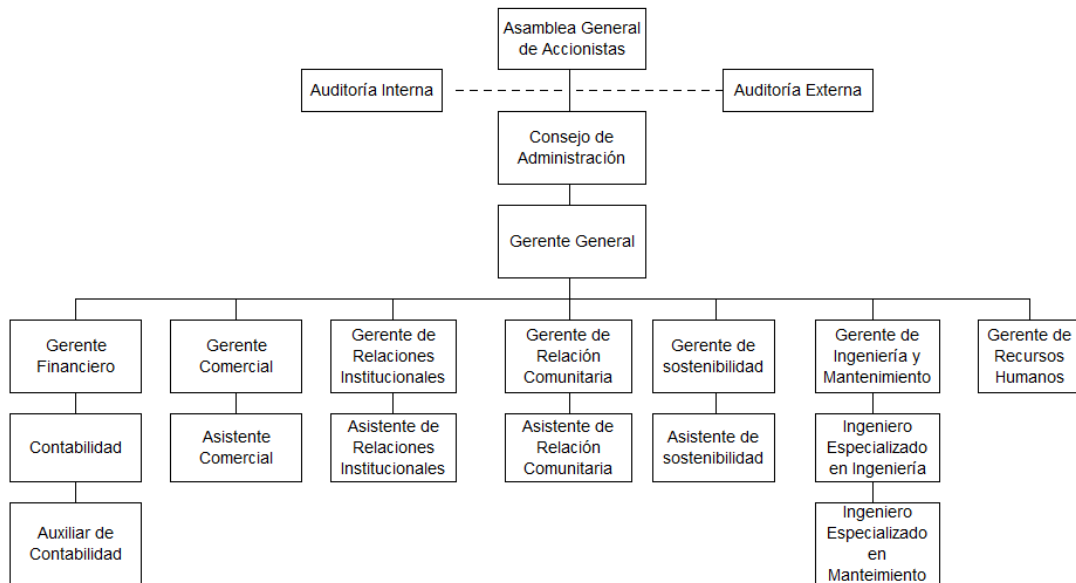 Asamblea General
de Accionistas
Auditoría Interna
Auditoría Externa
Consejo de
Administración
Gerente General
Gerente
Financiero
Gerente
Comercial
Gerente de
Relaciones
Institucionales
Gerente de
Relación
Comunitaria
Gerente de
sostenibilidad
Gerente de
Ingeniería y
Mantenimiento
Gerente de
Recursos
Humanos
Contabilidad
Asistente
Comercial
Asistente de
Relaciones
Institucionales
Asistente de
Relación
Comunitaria
Asistente de
sostenibilidad
Ingeniero
Especializado
en Ingeniería
Auxiliar de
Contabilidad
Ingeniero
Especializado
en
Manteimiento